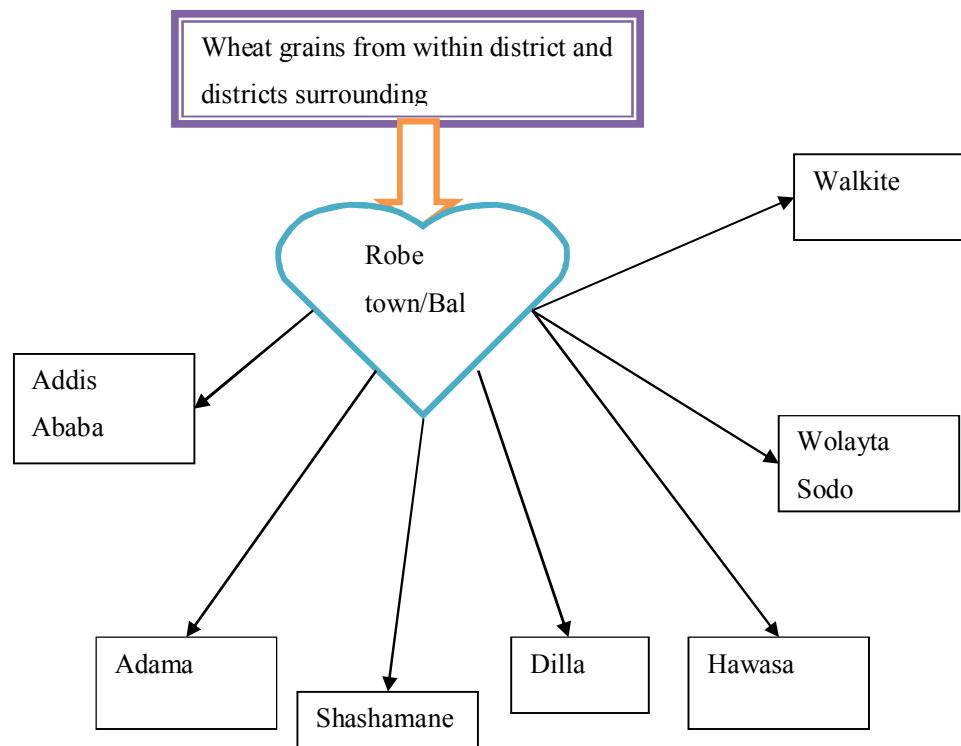 Wheat grains from within district and
districts surrounding
Robe
town/Bal
Walkite
Addis
Ababa
Wolayta
Sodo
Adama
Shashamane
Dilla
Hawasa